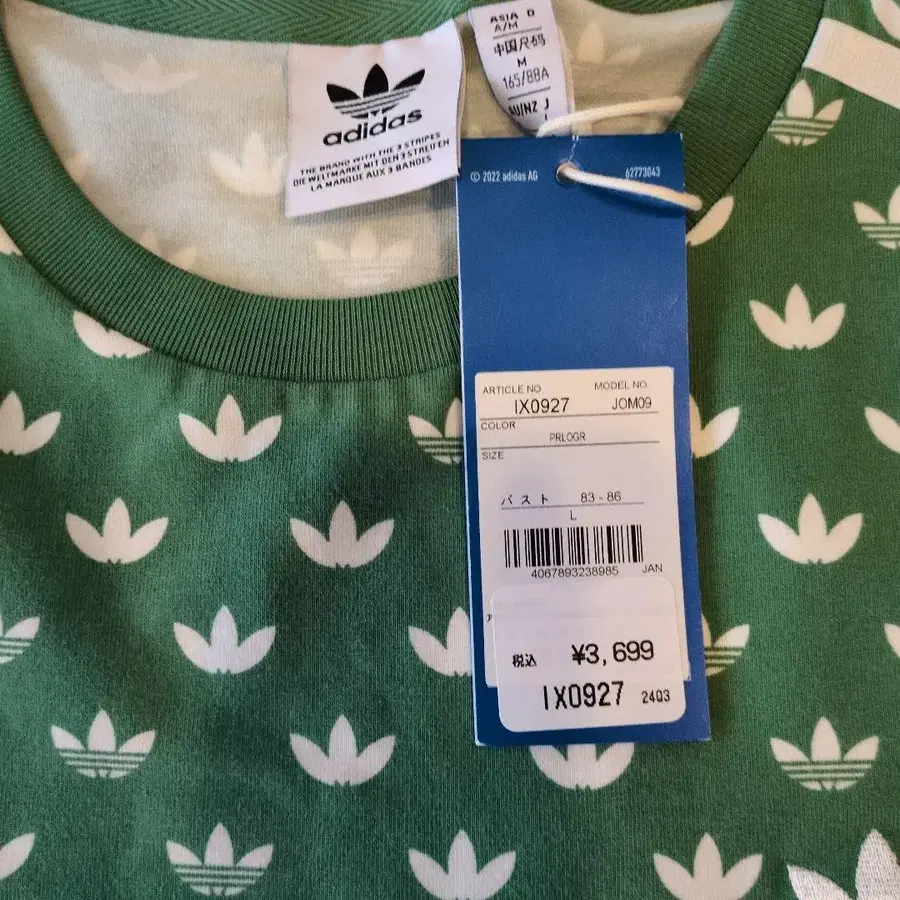 adidas
THE BRAND WITH THE 3 STRIPES
DIE WELTMARKE MIT DEN 3 STREIFEN
LA MARQUE AUX 3 BANDES
ASIA D
A/M
中国尺码
M
165/88A
AU/NZ J
© 2022 adidas AG 62773043
ARTICLE NO. MODEL NO.
IX0927 JOM09
COLOR
PRLOGR
SIZE
バスト 83-86
L
4067893238985 JAN
税込 ¥3,699
IX0927 2403